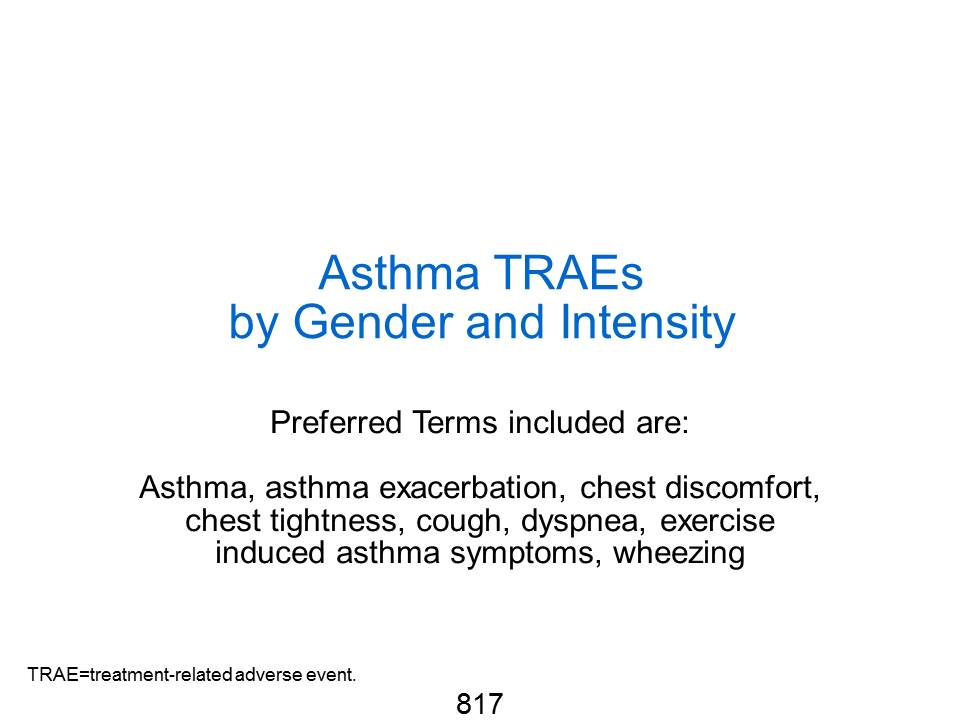 Asthma TRAEs
by Gender and Intensity
Preferred Terms included are:
Asthma, asthma exacerbation, chest discomfort,
chest tightness, cough, dyspnea, exercise
induced asthma symptoms, wheezing
TRAE=treatment-related adverse event.
817